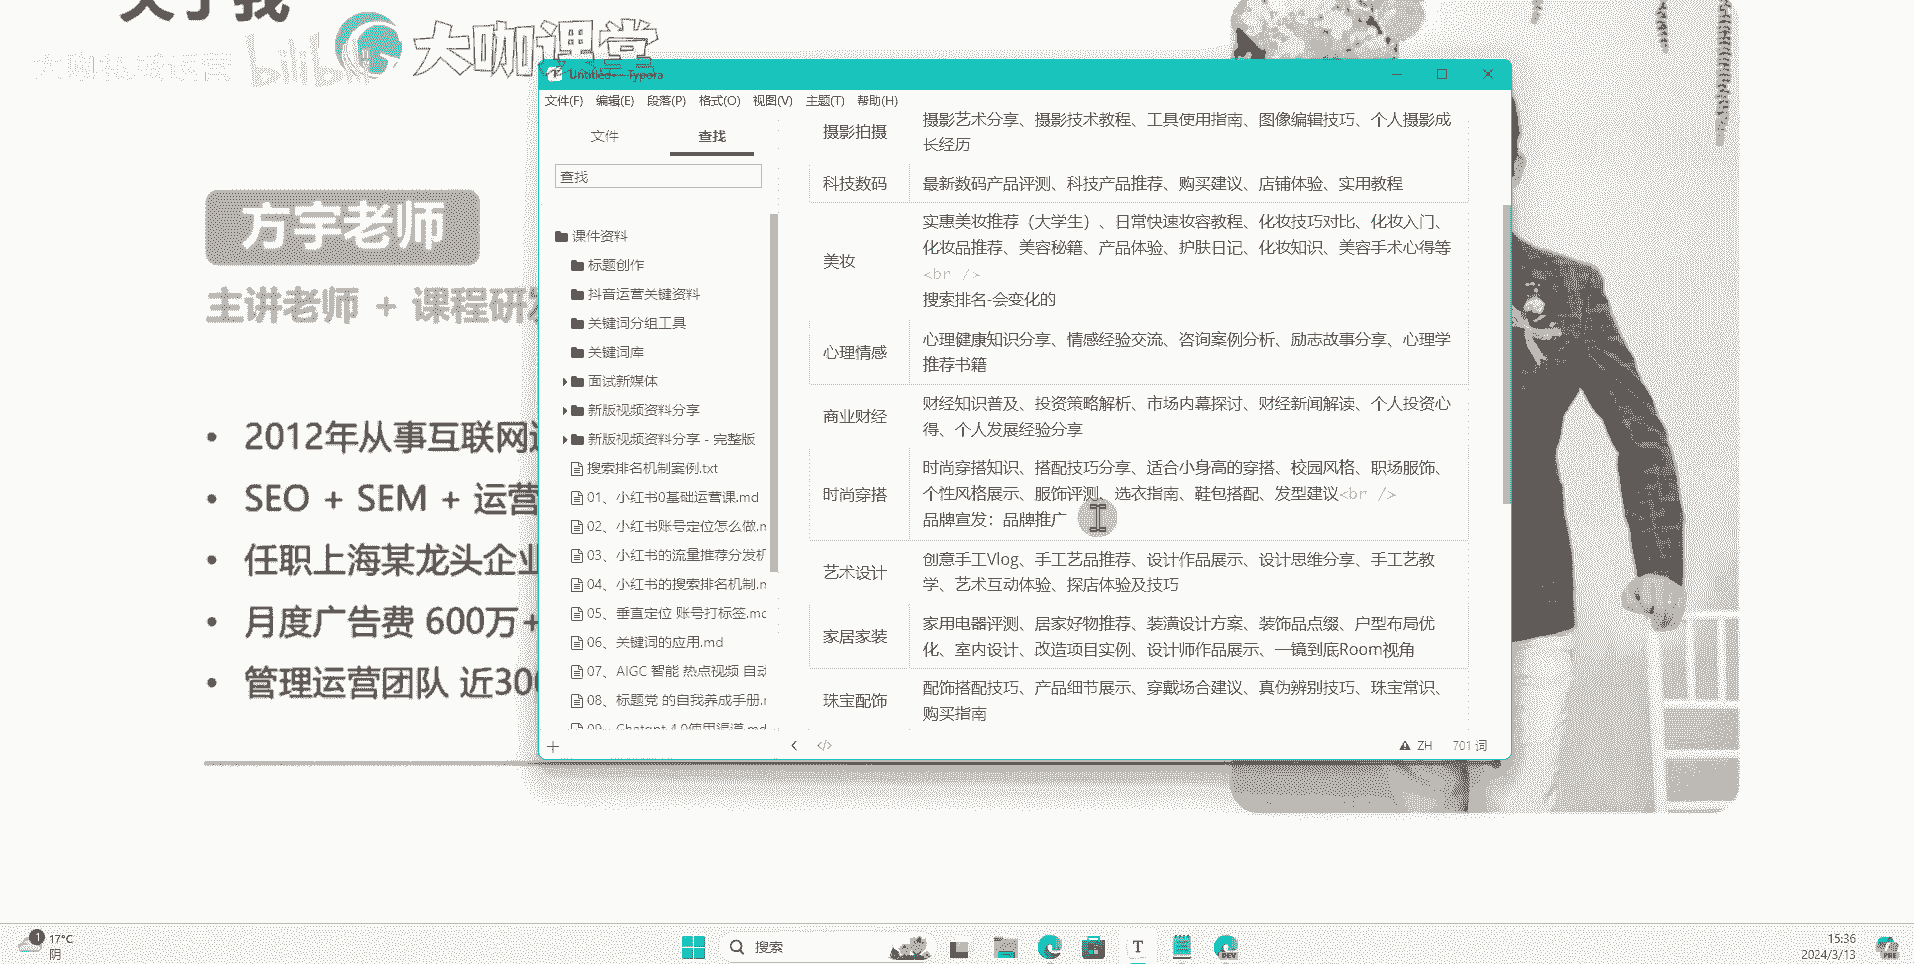 关于我
大咖私域运营 bilibili
大咖课堂
方宇老师
主讲老师 + 课程研发
2012年从事互联网运
SEO + SEM + 运营
任职上海某龙头企业
月度广告费 600万+
管理运营团队 近300
Untitled - Typora
文件(F) 编辑(E) 段落(P) 格式(O) 视图(V) 主题(T) 帮助(H)
文件 查找
查找
课件资料
标题创作
抖音运营关键资料
关键词分组工具
关键词库
面试新媒体
新版视频资料分享
新版视频资料分享 - 完整版
搜索排名机制案例.txt
01、小红书0基础运营课.md
02、小红书账号定位怎么做.m
03、小红书的流量推荐分发机
04、小红书的搜索排名机制.m
05、垂直定位 账号打标签.md
06、关键词的应用.md
07、AIGC 智能 热点视频 自动
08、标题党 的自我养成手册.m
09、Chatgpt 4.0使用渠道.md
摄影拍摄
摄影艺术分享、摄影技术教程、工具使用指南、图像编辑技巧、个人摄影成
长经历
科技数码
最新数码产品评测、科技产品推荐、购买建议、店铺体验、实用教程
美妆
实惠美妆推荐（大学生）、日常快速妆容教程、化妆技巧对比、化妆入门、
化妆品推荐、美容秘籍、产品体验、护肤日记、化妆知识、美容手术心得等
<br />
搜索排名-会变化的
心理情感
心理健康知识分享、情感经验交流、咨询案例分析、励志故事分享、心理学
推荐书籍
商业财经
财经知识普及、投资策略解析、市场内幕探讨、财经新闻解读、个人投资心
得、个人发展经验分享
时尚穿搭
时尚穿搭知识、搭配技巧分享、适合小身高的穿搭、校园风格、职场服饰、
个性风格展示、服饰评测、选衣指南、鞋包搭配、发型建议<br />
品牌宣发：品牌推广
艺术设计
创意手工Vlog、手工艺品推荐、设计作品展示、设计思维分享、手工艺教
学、艺术互动体验、探店体验及技巧
家居家装
家用电器评测、居家好物推荐、装潢设计方案、装饰品点缀、户型布局优
化、室内设计、改造项目实例、设计师作品展示、一镜到底Room视角
珠宝配饰
配饰搭配技巧、产品细节展示、穿戴场合建议、真伪辨别技巧、珠宝常识、
购买指南
ZH 701 词
1 17°C
阴
搜索
T
DEV
15:36
2024/3/13
PRE